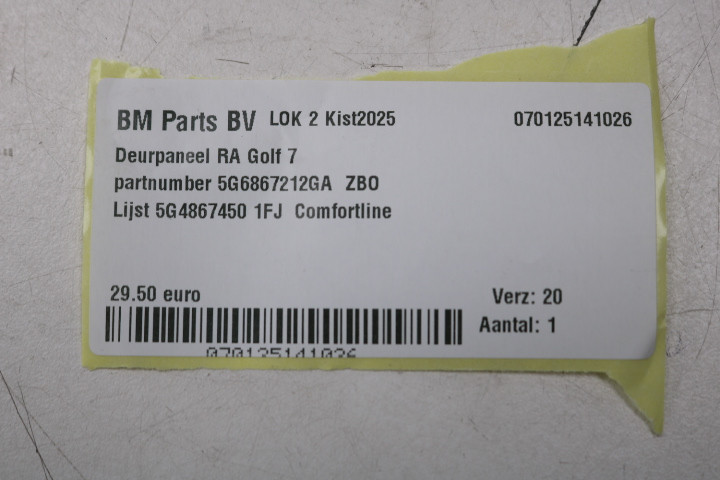 BM Parts BV LOK 2 Kist2025 070125141026
Deurpaneel RA Golf 7
partnumber 5G6867212GA ZBO
Lijst 5G4867450 1FJ Comfortline
29.50 euro Verz: 20
Aantal: 1
070125141026